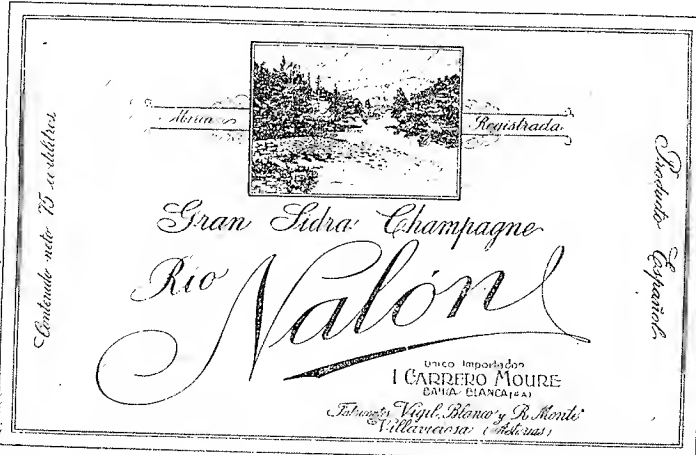 Marca Registrada
Contenido neto 75 centilitros
Producto Español
Gran Sidra Champagne
Rio
Nalón
Unico Importador
I CARRERO MOURE
BAHIA BLANCA (RA)
Fabricantes Vigil, Blanco y R. Monte
Villaviciosa (Asturias)